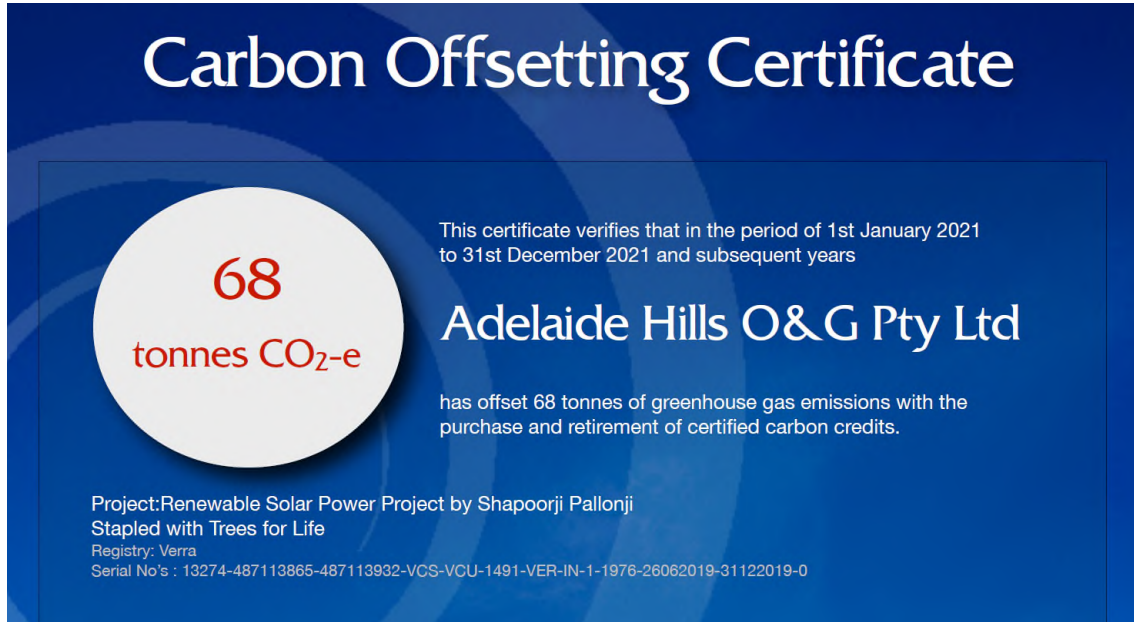 Carbon Offsetting Certificate
68
tonnes CO₂-e
This certificate verifies that in the period of 1st January 2021
to 31st December 2021 and subsequent years
Adelaide Hills O&G Pty Ltd
has offset 68 tonnes of greenhouse gas emissions with the
purchase and retirement of certified carbon credits.
Project:Renewable Solar Power Project by Shapoorji Pallonji
Stapled with Trees for Life
Registry: Verra
Serial No's : 13274-487113865-487113932-VCS-VCU-1491-VER-IN-1-1976-26062019-31122019-0